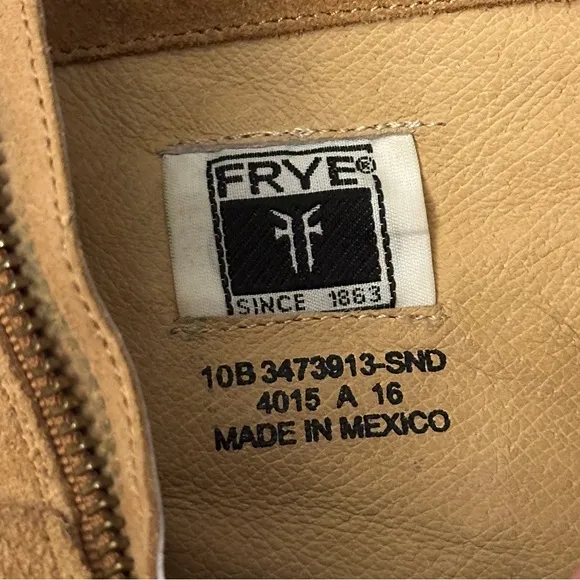 FRYE®
SINCE 1863
10B 3473913-SND
4015 A 16
MADE IN MEXICO